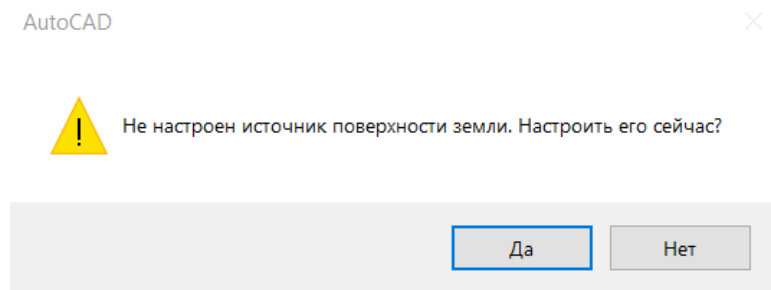 AutoCAD
Не настроен источник поверхности земли. Настроить его сейчас?
Да
Нет